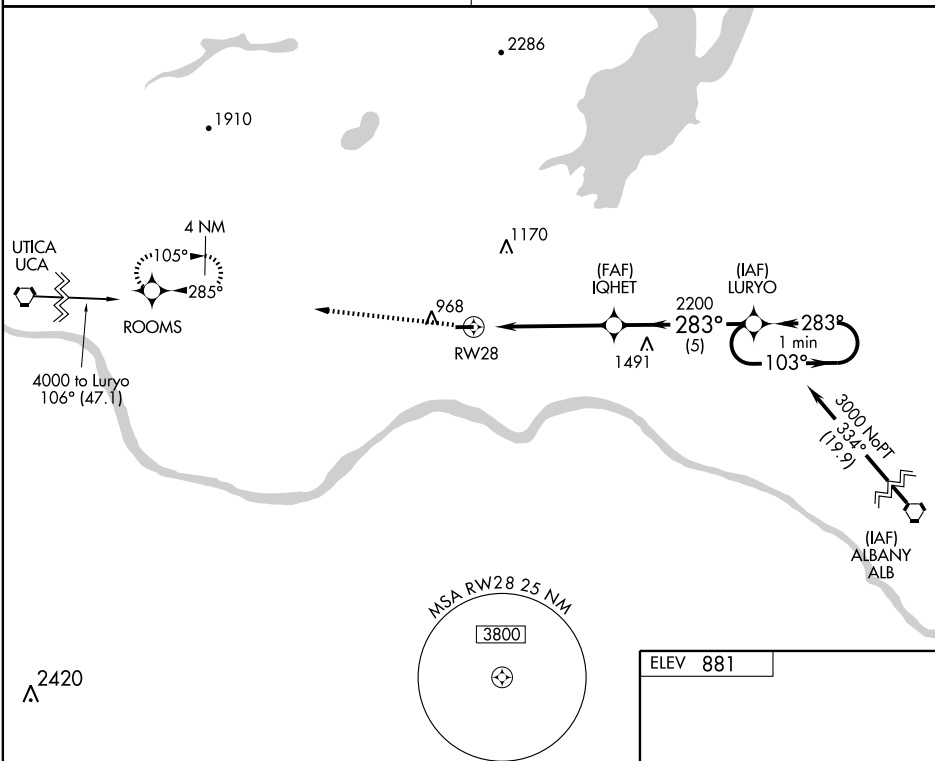 2286
1910
4 NM
1170
UTICA
UCA
105°
285°
ROOMS
(FAF)
IQHET
(IAF)
LURYO
968
RW28
2200
283°
(5)
1491
283°
1 min
103°
4000 to Luryo
106° (47.1)
3000 NoPT
334°
(19.9)
(IAF)
ALBANY
ALB
MSA RW28 25 NM
3800
ELEV 881
2420